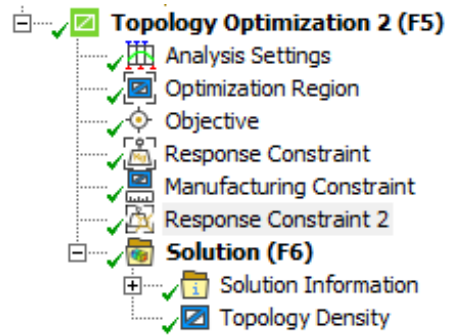 Topology Optimization 2 (F5)
Analysis Settings
Optimization Region
Objective
Response Constraint
Manufacturing Constraint
Response Constraint 2
Solution (F6)
Solution Information
Topology Density